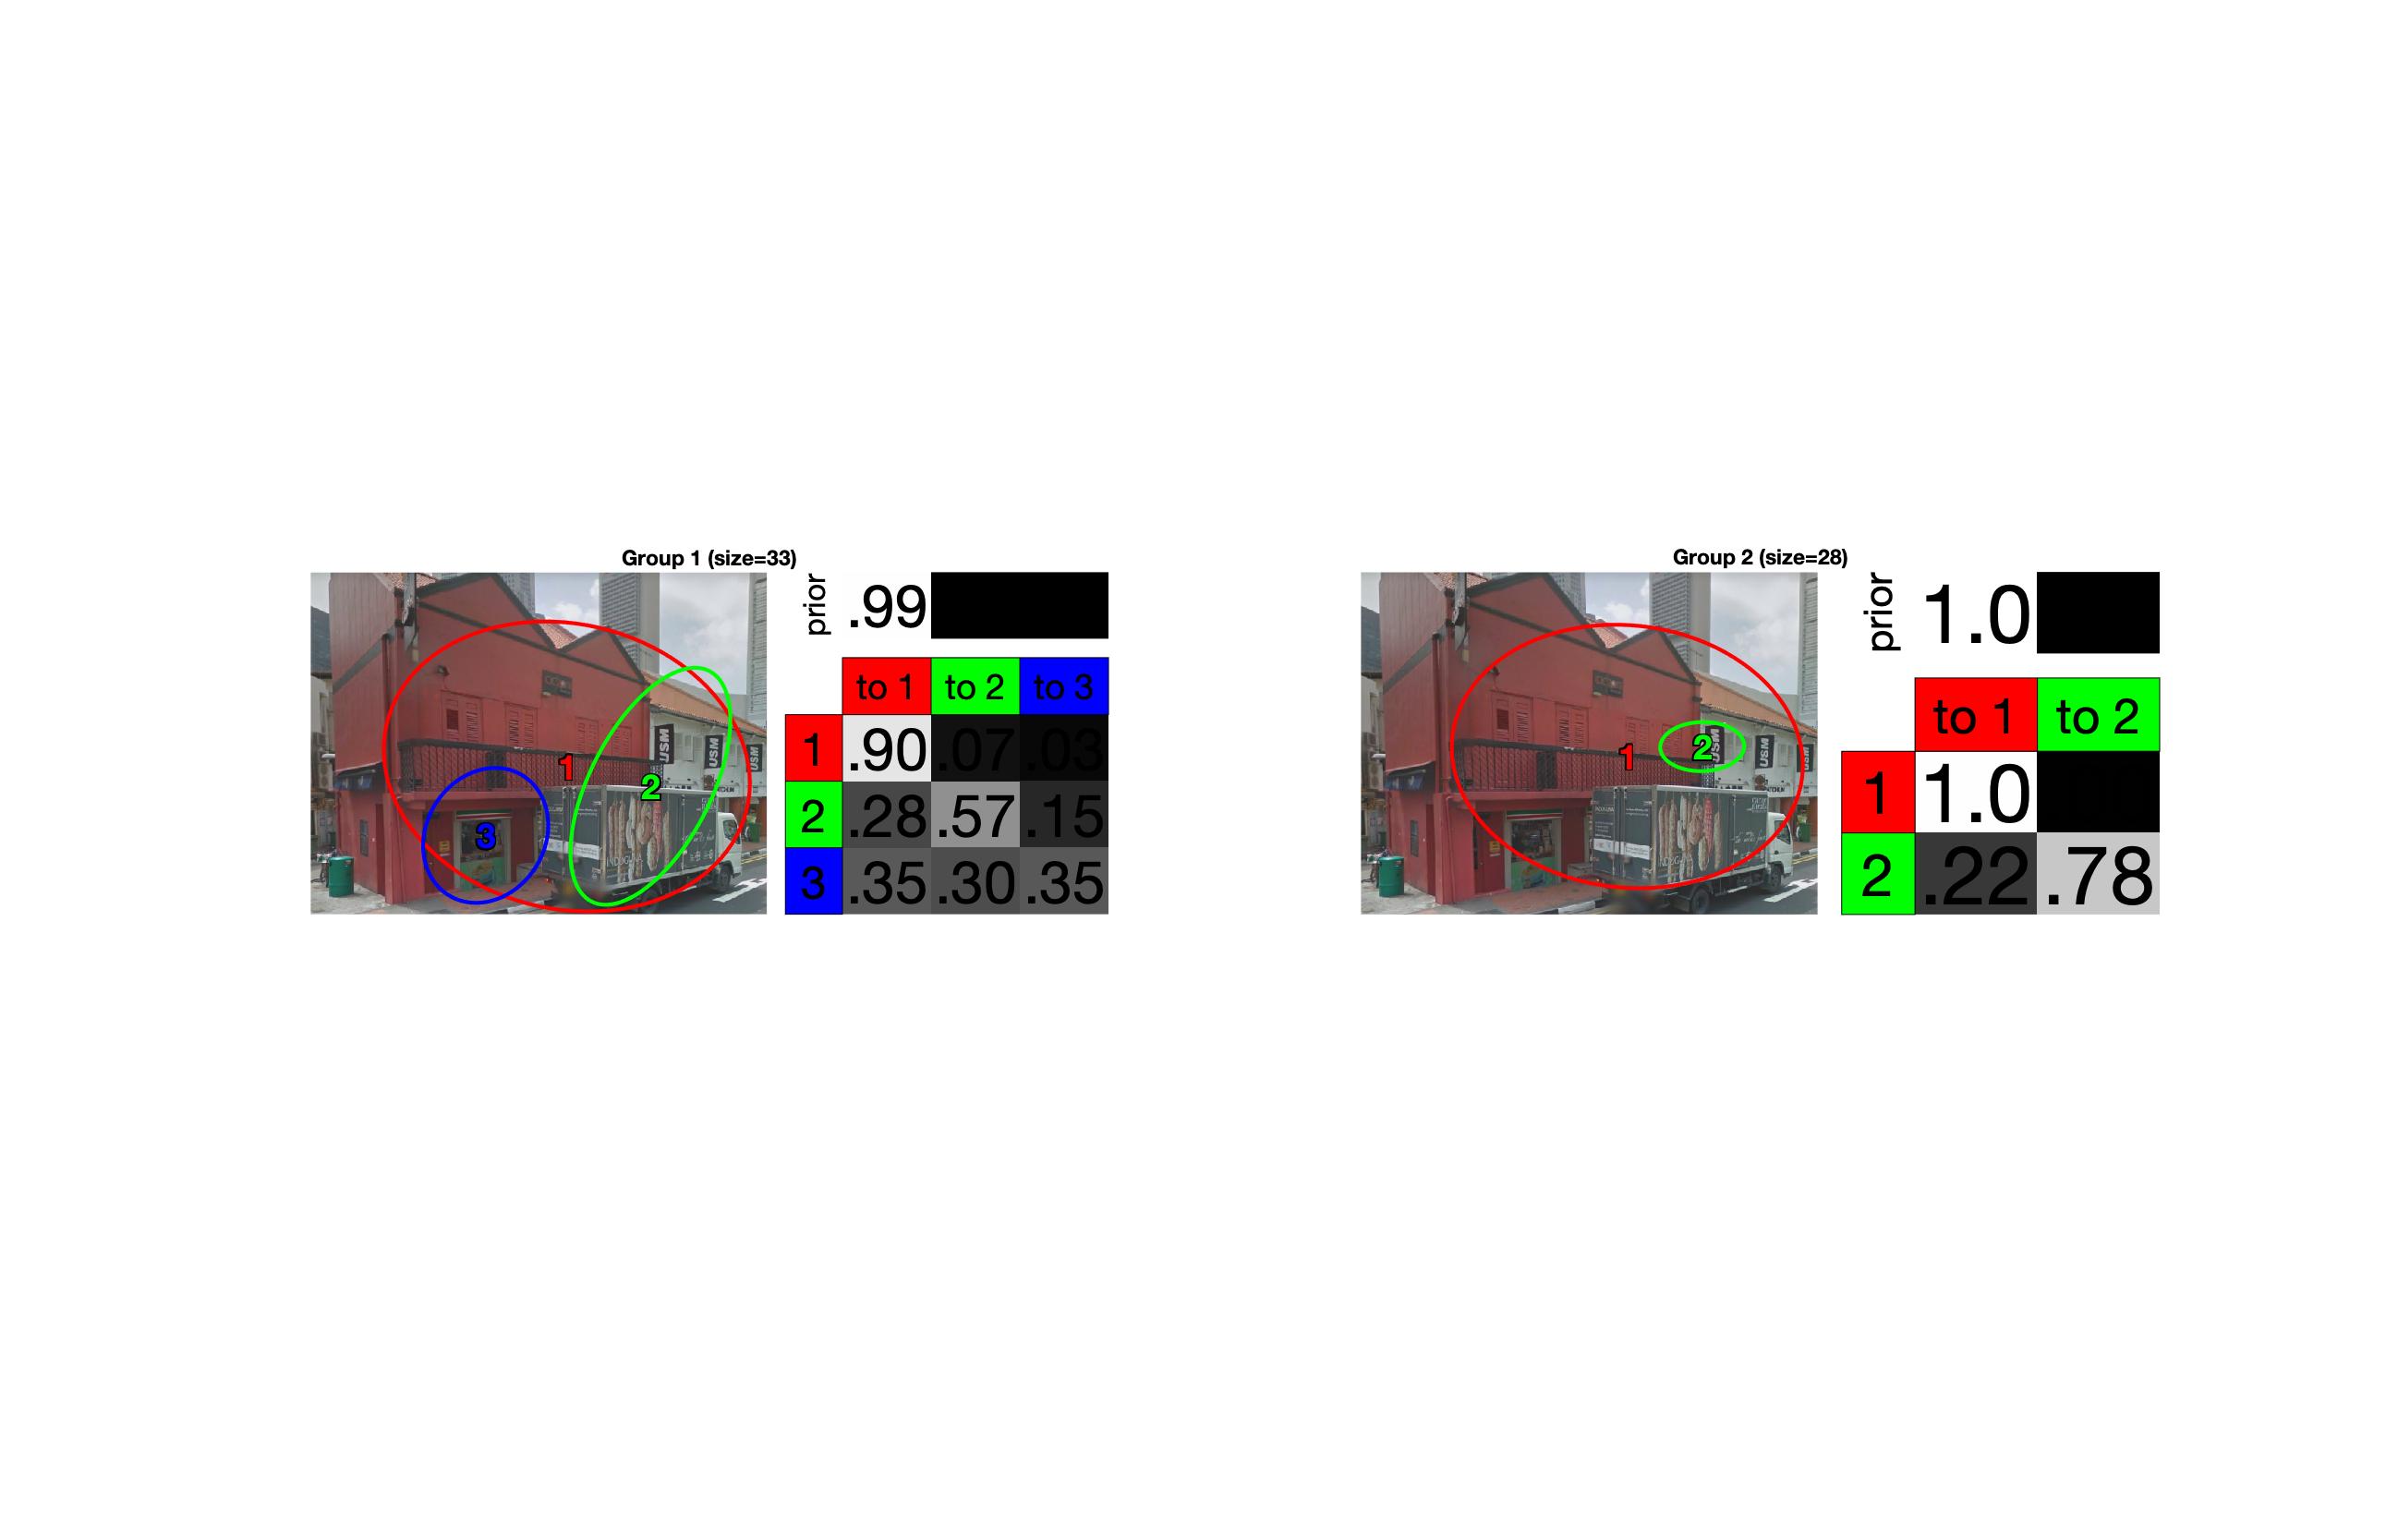 Group 1 (size=33)
prior
.99
to 1 to 2 to 3
1 .90 .07 .03
2 .28 .57 .15
3 .35 .30 .35
1
2
3
USM
USM
USM
Group 2 (size=28)
prior
1.0
to 1 to 2
1 1.0
2 .22 .78
1
2
USM
USM
USM